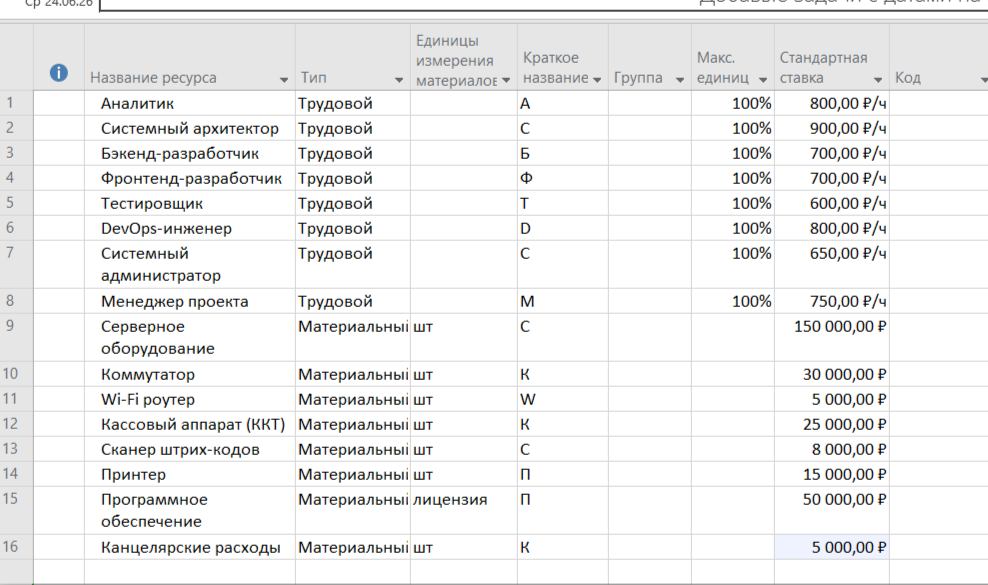 Ср 24.06.26
Добавьте задачи с датами на
Название ресурса Тип Единицы измерения материалов Краткое название Группа Макс. единиц Стандартная ставка Код
1 Аналитик Трудовой А 100% 800,00 ₽/ч
2 Системный архитектор Трудовой С 100% 900,00 ₽/ч
3 Бэкенд-разработчик Трудовой Б 100% 700,00 ₽/ч
4 Фронтенд-разработчик Трудовой Ф 100% 700,00 ₽/ч
5 Тестировщик Трудовой Т 100% 600,00 ₽/ч
6 DevOps-инженер Трудовой D 100% 800,00 ₽/ч
7 Системный администратор Трудовой С 100% 650,00 ₽/ч
8 Менеджер проекта Трудовой М 100% 750,00 ₽/ч
9 Серверное оборудование Материальный шт С 150 000,00 ₽
10 Коммутатор Материальный шт К 30 000,00 ₽
11 Wi-Fi роутер Материальный шт W 5 000,00 ₽
12 Кассовый аппарат (ККТ) Материальный шт К 25 000,00 ₽
13 Сканер штрих-кодов Материальный шт С 8 000,00 ₽
14 Принтер Материальный шт П 15 000,00 ₽
15 Программное обеспечение Материальный лицензия П 50 000,00 ₽
16 Канцелярские расходы Материальный шт К 5 000,00 ₽